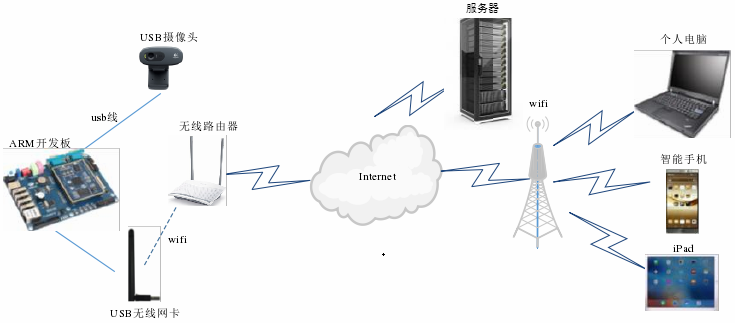 服务器
USB摄像头
个人电脑
wifi
usb线
无线路由器
ARM开发板
智能手机
Internet
wifi
iPad
USB无线网卡